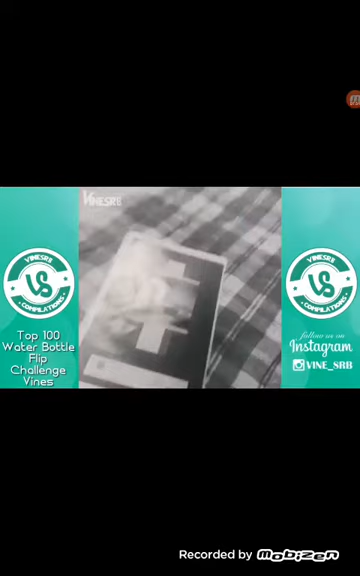 VINESRB
VINESRB
VS
COMPILATIONS
Top 100
Water Bottle
Flip
Challenge
Vines
VINESRB
VS
COMPILATIONS
follow us on
Instagram
VINE_SRB
Recorded by mobizen